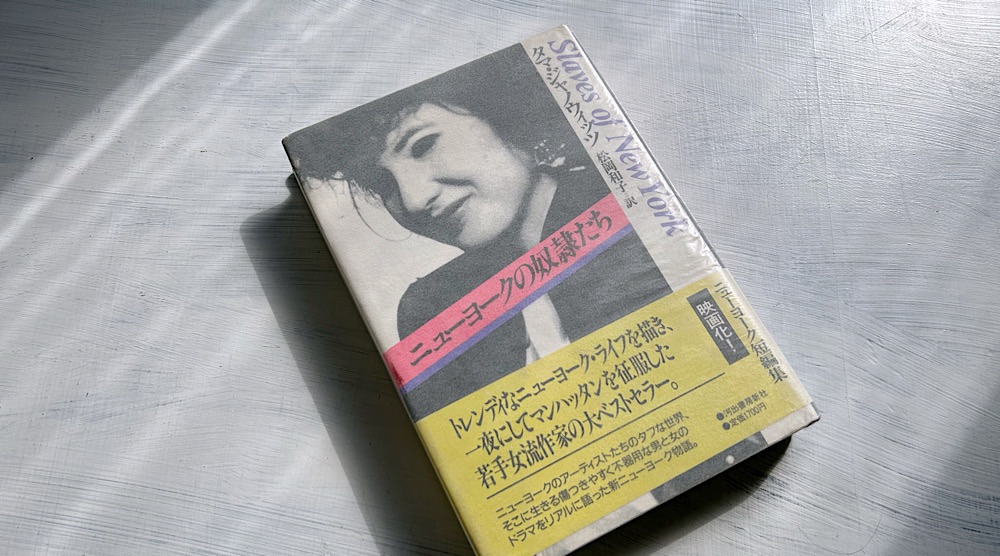 Slaves of New York
タマ・ジャノウィッツ
松岡和子 訳
ニューヨークの奴隷たち
ニューヨーク短編集
映画化!
トレンディなニューヨーク・ライフを描き、
一夜にしてマンハッタンを征服した
若手女流作家の大ベストセラー。
ニューヨークのアーティストたちのタフな世界、
そこに生きる傷つきやすく不器用な男と女の
ドラマをリアルに語った新ニューヨーク物語。
●河出書房新社
●定価1700円